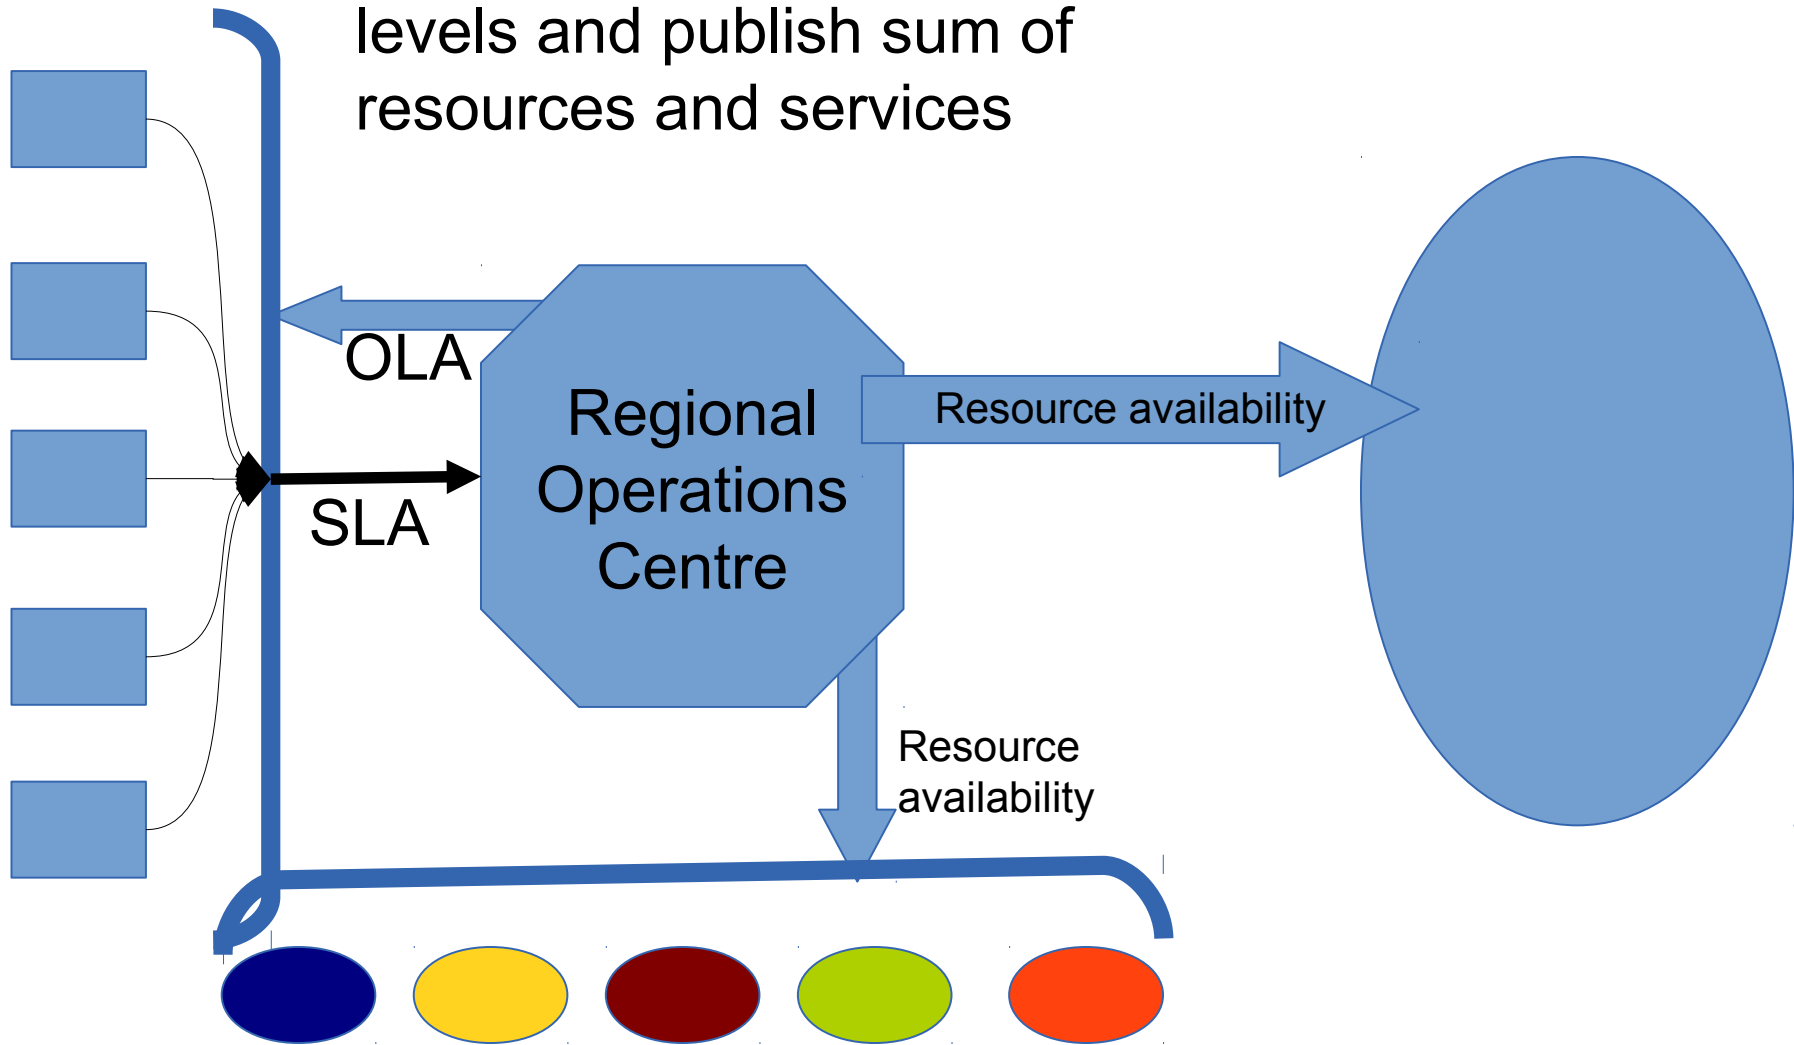 levels and publish sum of
resources and services
OLA
Regional
Operations
Centre
Resource availability
SLA
Resource
availability